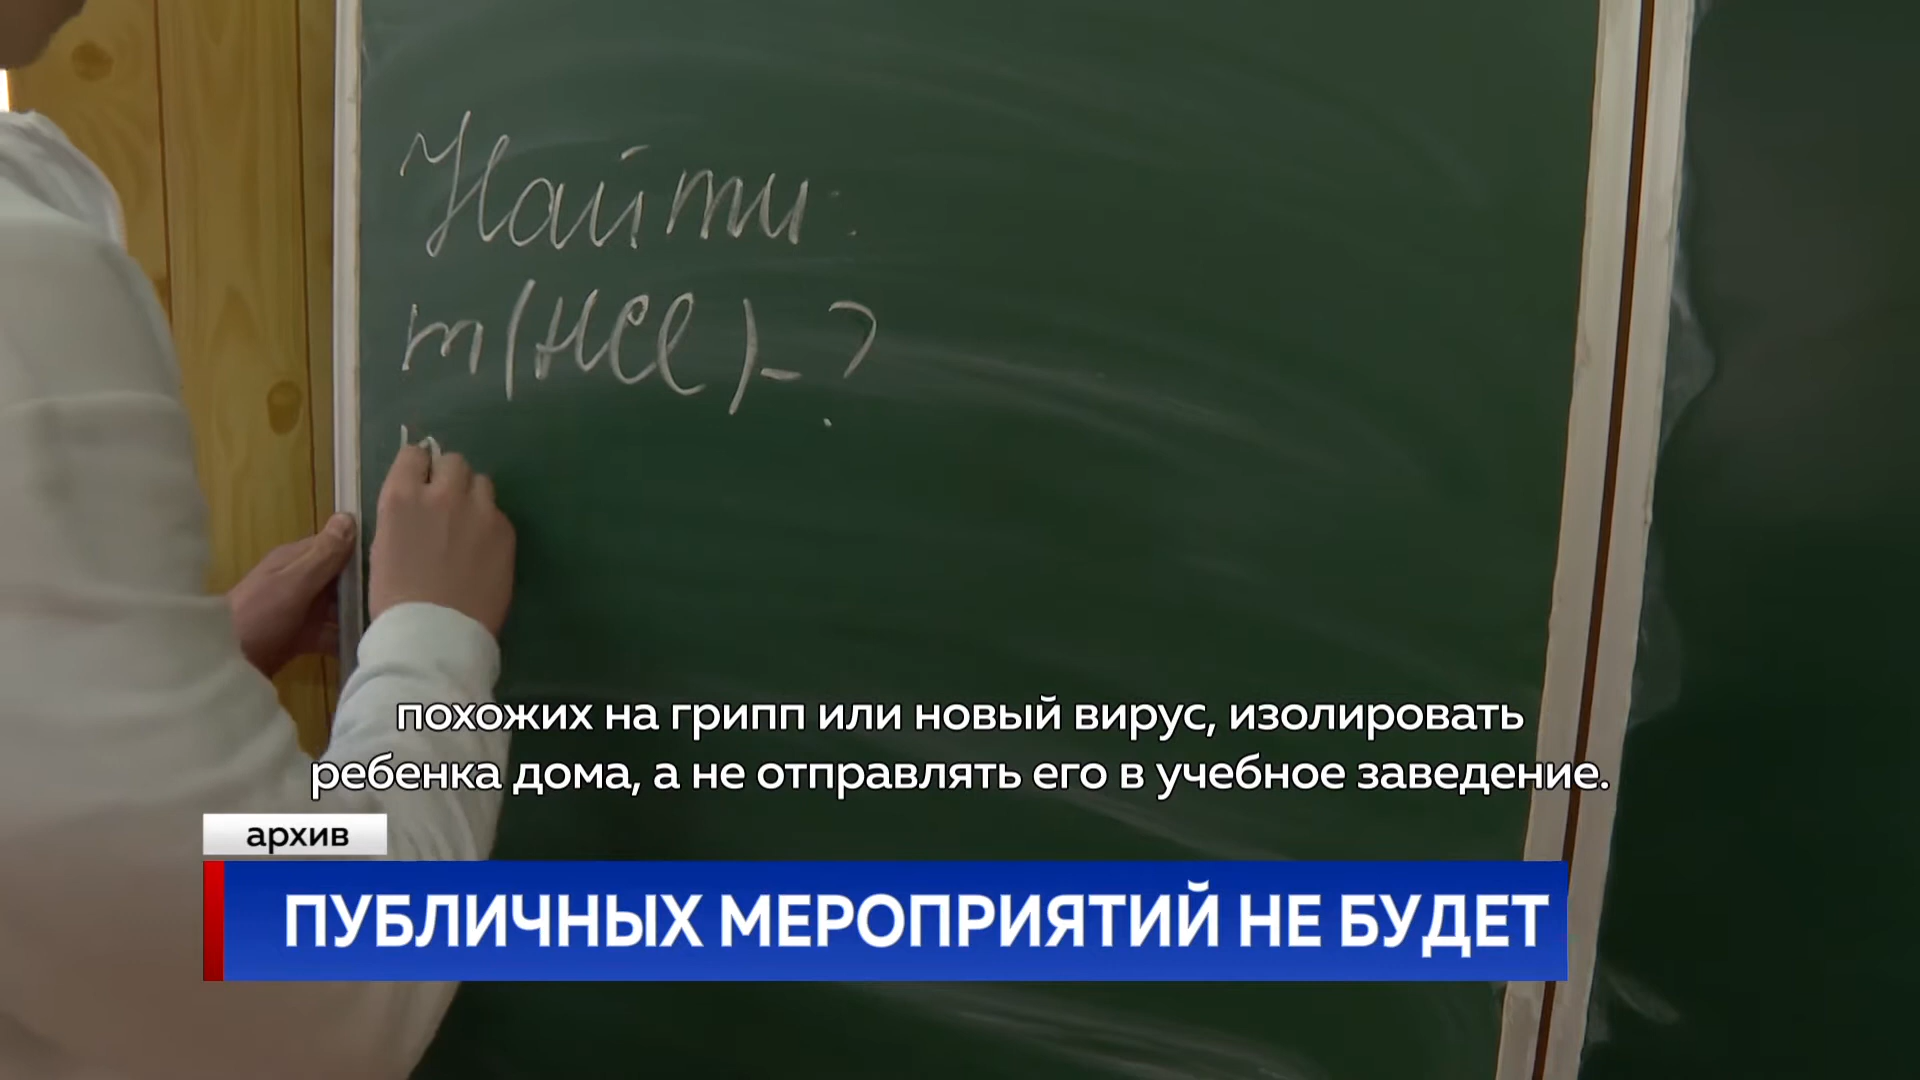 Найти:
m(HCl)-?
похожих на грипп или новый вирус, изолировать
ребенка дома, а не отправлять его в учебное заведение.
архив
ПУБЛИЧНЫХ МЕРОПРИЯТИЙ НЕ БУДЕТ